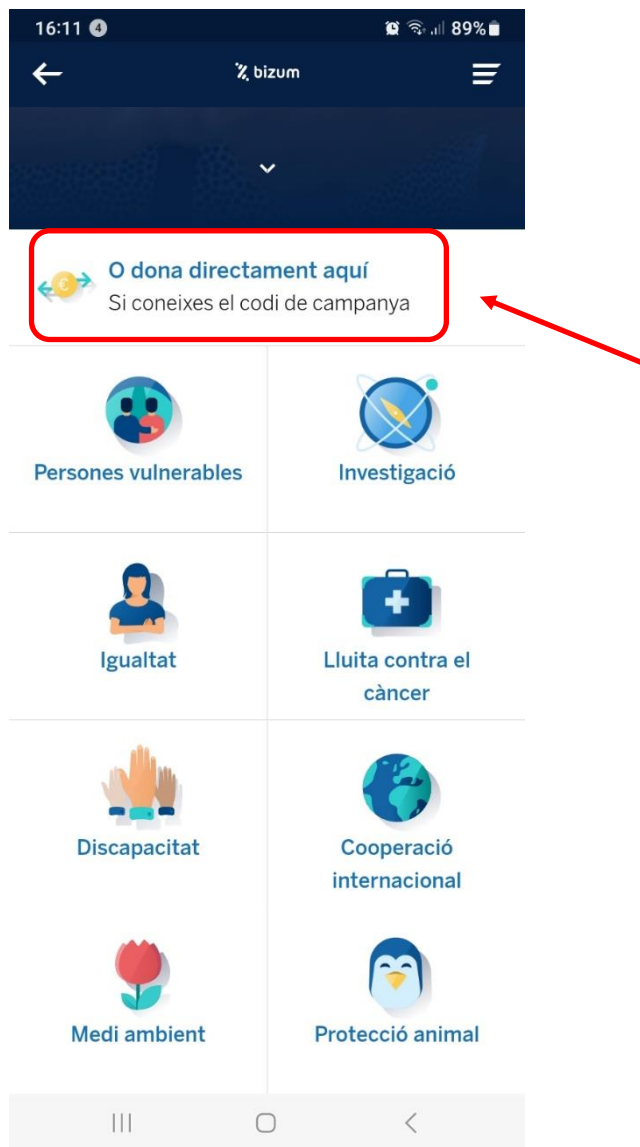 16:11 4 89%
bizum
O dona directament aquí
Si coneixes el codi de campanya
Persones vulnerables
Investigació
Igualtat
Lluita contra el
càncer
Discapacitat
Cooperació
internacional
Medi ambient
Protecció animal